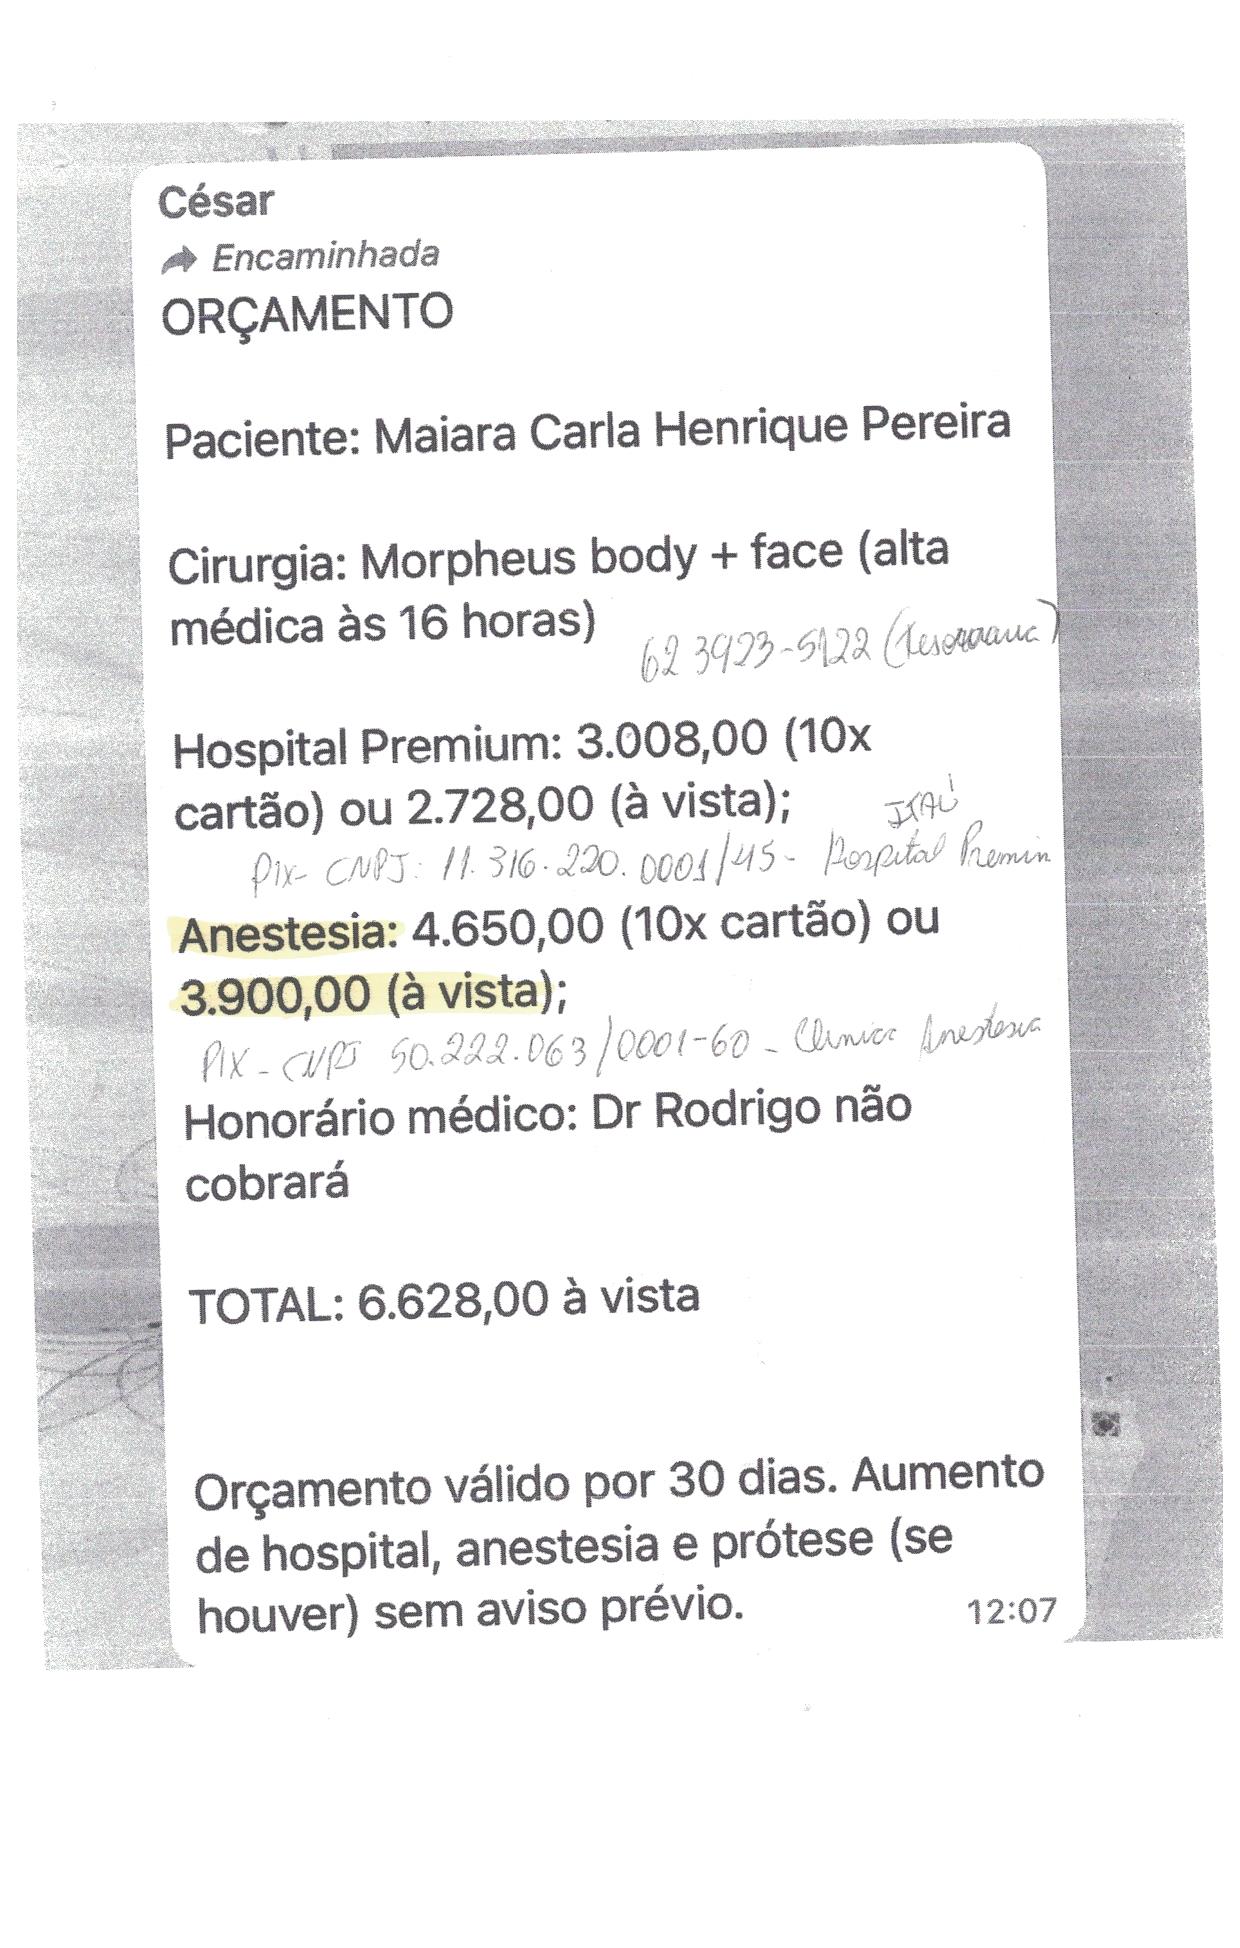 César
Encaminhada
ORÇAMENTO
Paciente: Maiara Carla Henrique Pereira
Cirurgia: Morpheus body + face (alta
médica às 16 horas)
62 3923-5122 (Tesouraria)
Hospital Premium: 3.008,00 (10x
cartão) ou 2.728,00 (à vista);
ITAÚ
Pix- CNPJ: 11.316.220.0001/45- Hospital Premiun
Anestesia: 4.650,00 (10x cartão) ou
3.900,00 (à vista);
PIX - CNPJ 50.222.063/0001-60 - Clinica Anestesia
Honorário médico: Dr Rodrigo não
cobrará
TOTAL: 6.628,00 à vista
Orçamento válido por 30 dias. Aumento
de hospital, anestesia e prótese (se
houver) sem aviso prévio.
12:07